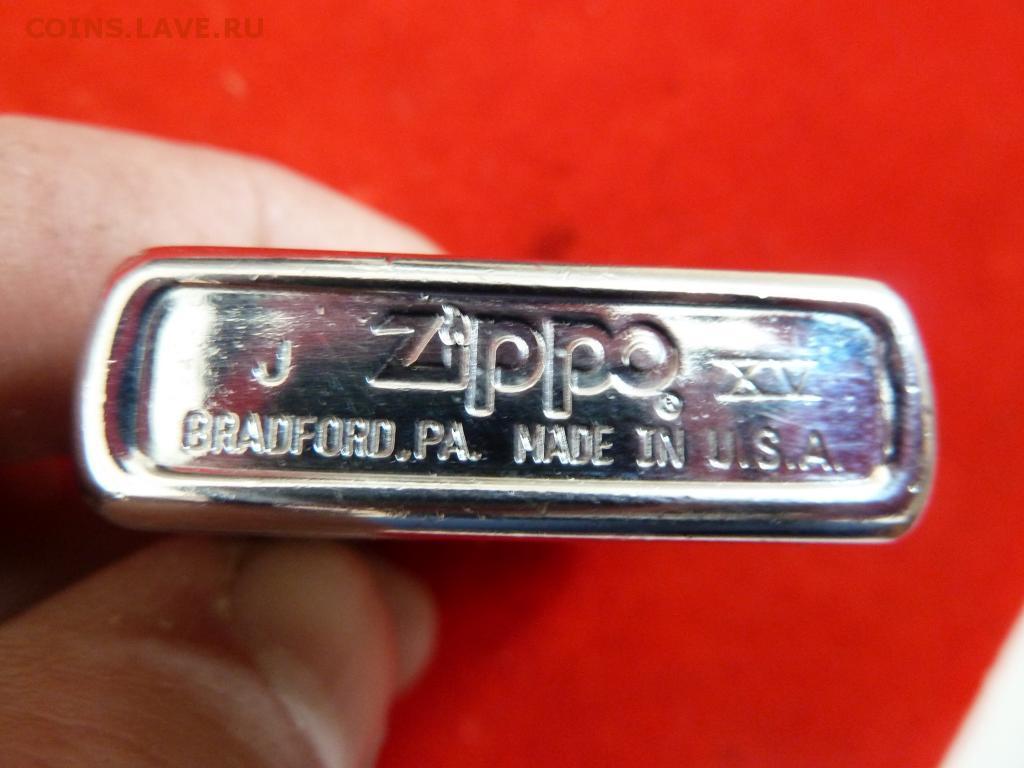 COINS.LAVE.RU
J Zippo ® XV
BRADFORD,PA. MADE IN U.S.A.